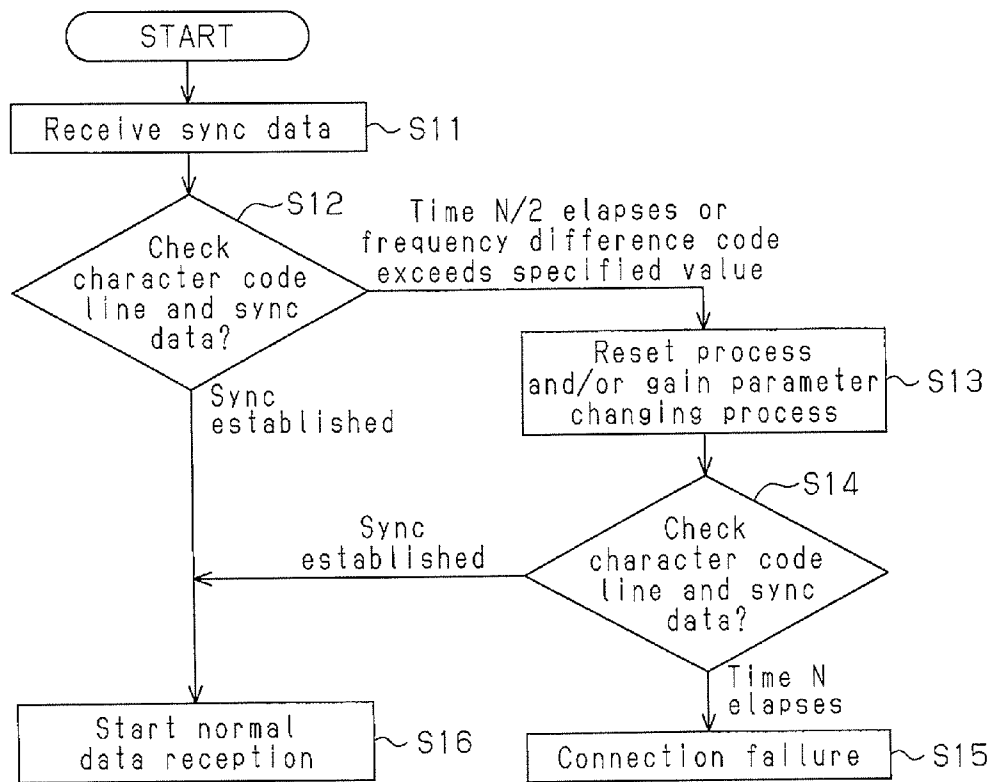 START
Receive sync data
S11
S12
Check
character code
line and sync
data?
Time N/2 elapses or
frequency difference code
exceeds specified value
Sync
established
Reset process
and/or gain parameter
changing process
S13
S14
Check
character code
line and sync
data?
Sync
established
Time N
elapses
Start normal
data reception
S16
Connection failure
S15